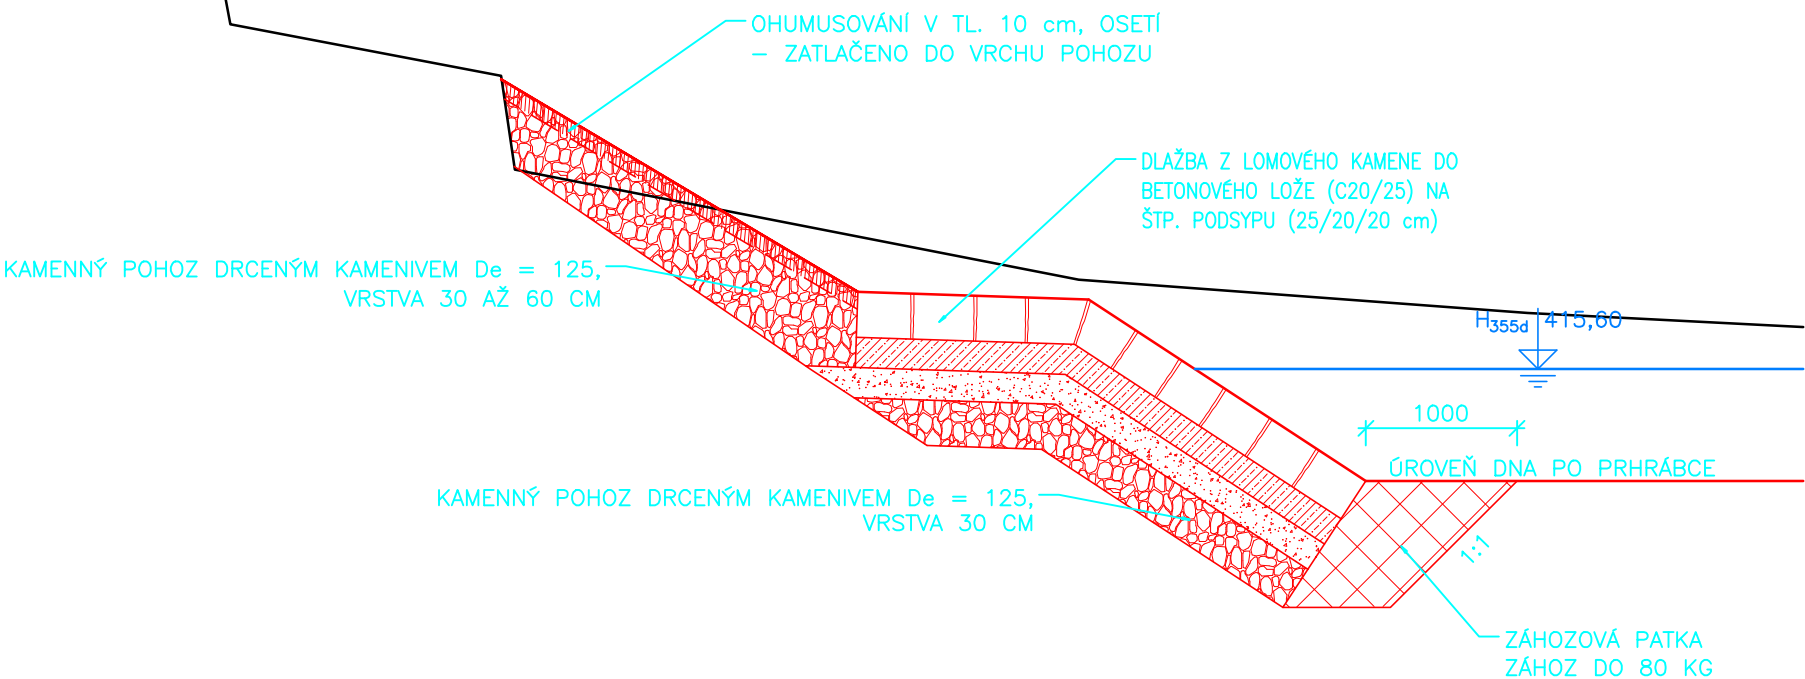 OHUMUSOVÁNÍ V TL. 10 cm, OSETÍ
– ZATLAČENO DO VRCHU POHOZU
DLAŽBA Z LOMOVÉHO KAMENE DO
BETONOVÉHO LOŽE (C20/25) NA
ŠTP. PODSYPU (25/20/20 cm)
KAMENNÝ POHOZ DRCENÝM KAMENIVEM De = 125,
VRSTVA 30 AŽ 60 CM
H355d 415,60
1000
ÚROVEŇ DNA PO PRHRÁBCE
KAMENNÝ POHOZ DRCENÝM KAMENIVEM De = 125,
VRSTVA 30 CM
1:1
ZÁHOZOVÁ PATKA
ZÁHOZ DO 80 KG